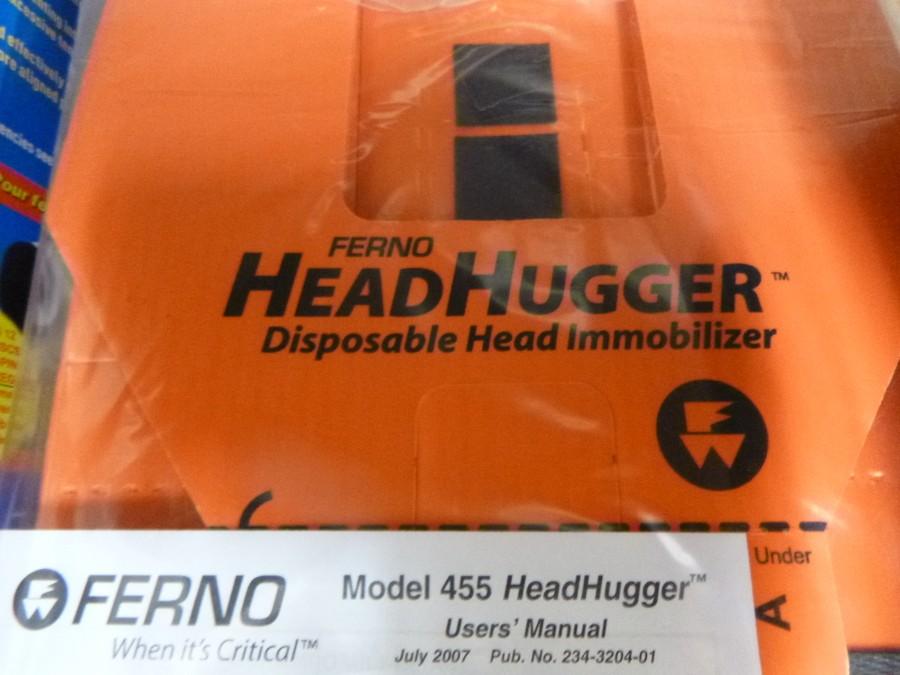 d effectively
FERNO
HEADHUGGER™
Disposable Head Immobilizer
Under
A
FERNO
When it's Critical™
Model 455 HeadHugger™
Users' Manual
July 2007 Pub. No. 234-3204-01